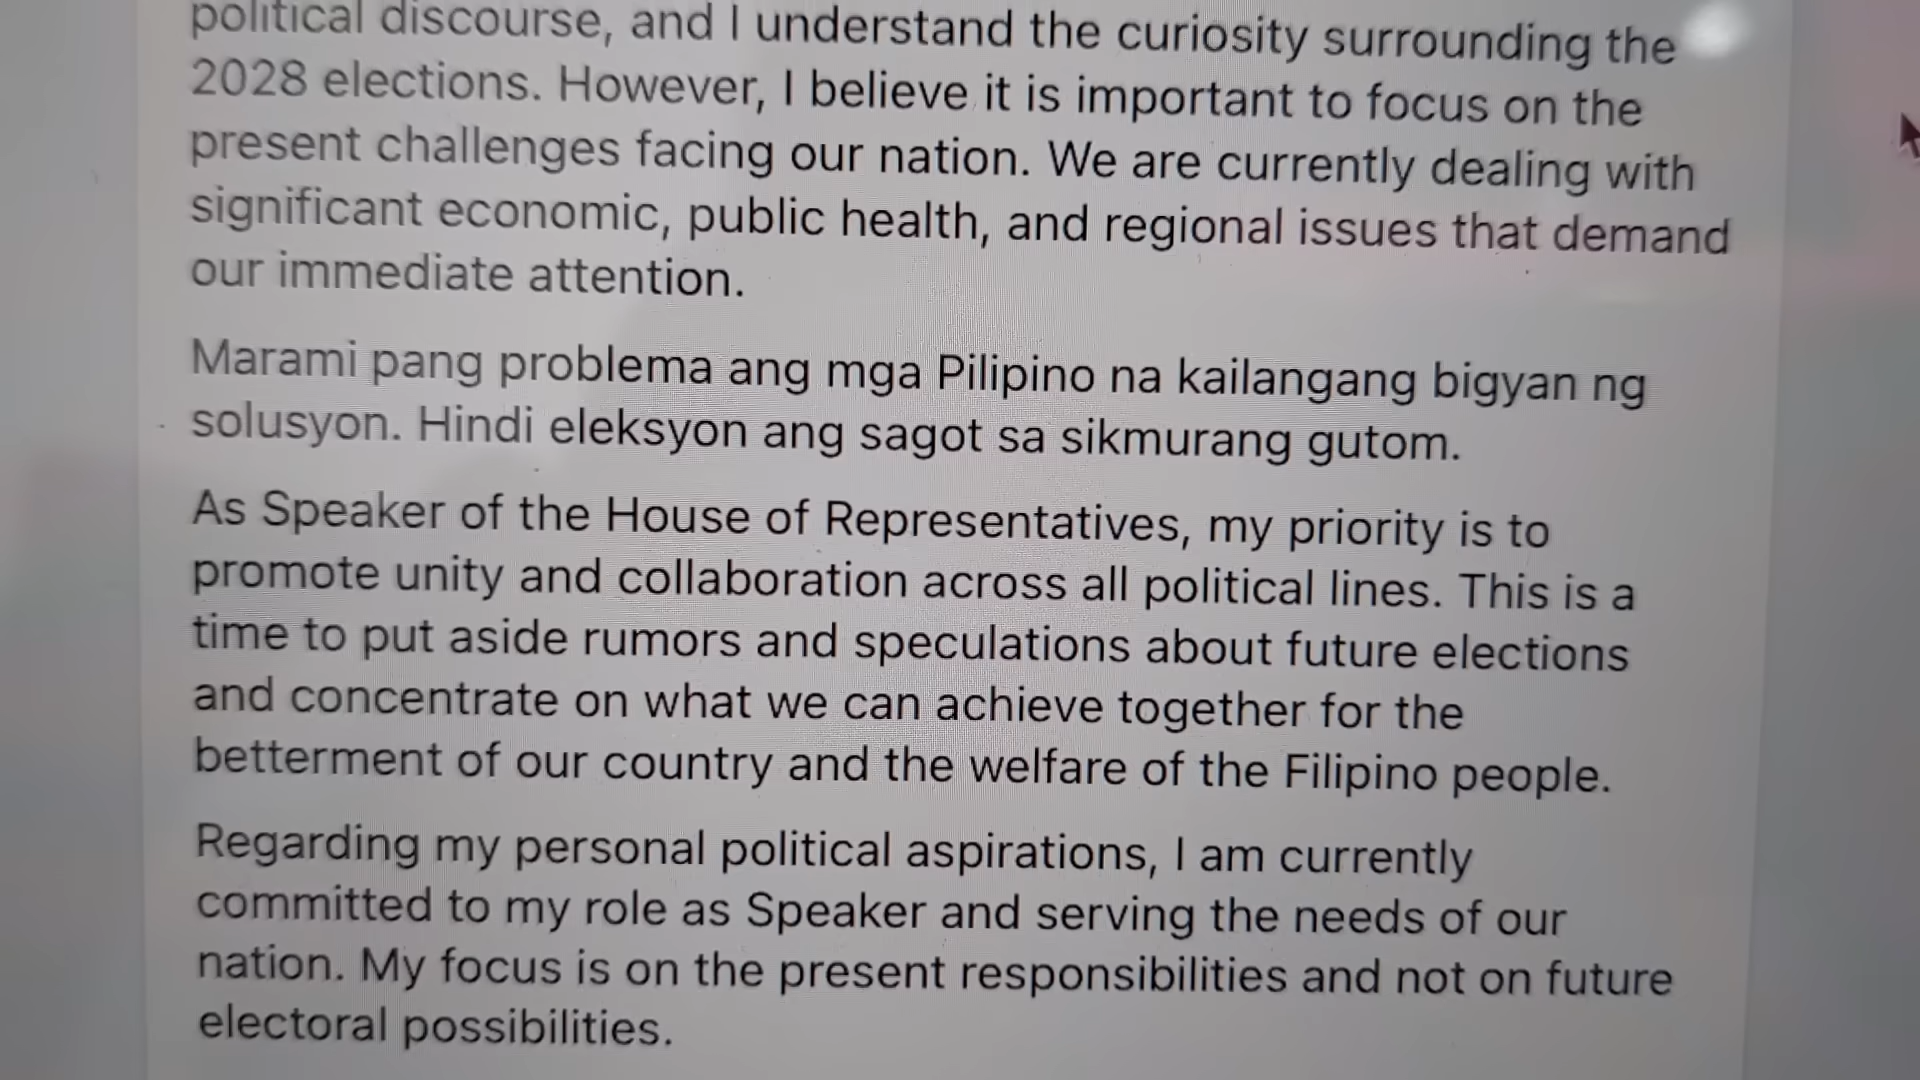 political discourse, and I understand the curiosity surrounding the
2028 elections. However, I believe it is important to focus on the
present challenges facing our nation. We are currently dealing with
significant economic, public health, and regional issues that demand
our immediate attention.
Marami pang problema ang mga Pilipino na kailangang bigyan ng
solusyon. Hindi eleksyon ang sagot sa sikmurang gutom.
As Speaker of the House of Representatives, my priority is to
promote unity and collaboration across all political lines. This is a
time to put aside rumors and speculations about future elections
and concentrate on what we can achieve together for the
betterment of our country and the welfare of the Filipino people.
Regarding my personal political aspirations, I am currently
committed to my role as Speaker and serving the needs of our
nation. My focus is on the present responsibilities and not on future
electoral possibilities.